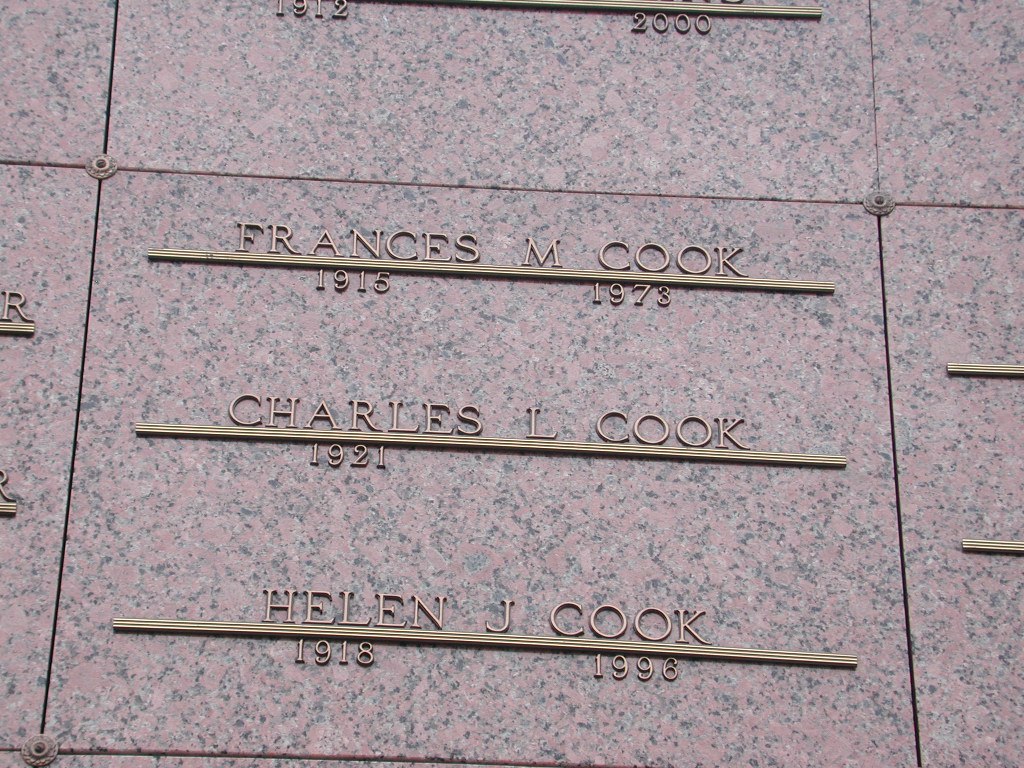 1912 2000
FRANCES M COOK
1915 1973
R
CHARLES L COOK
1921
R
HELEN J COOK
1918 1996